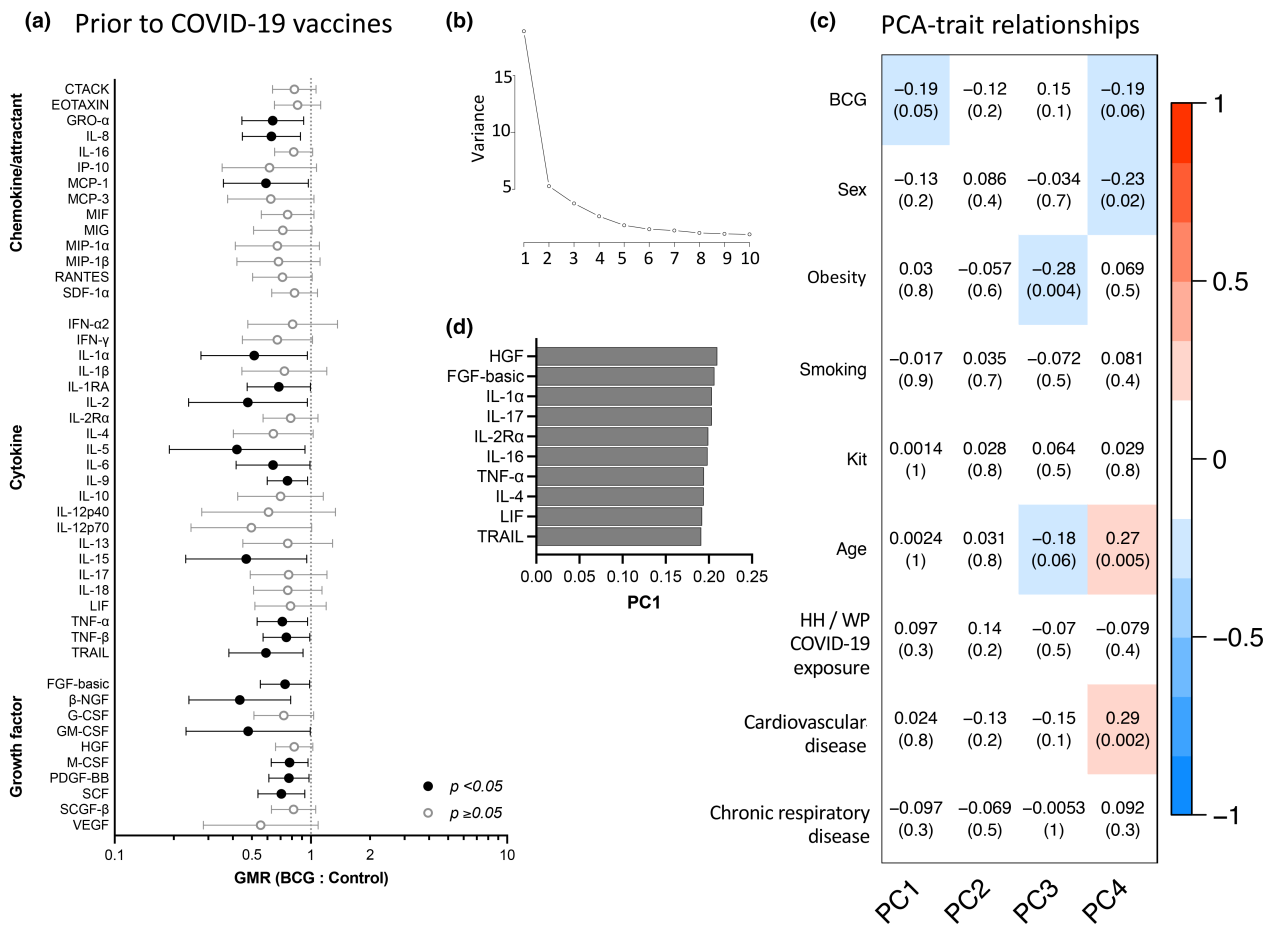 (a) Prior to COVID-19 vaccines
Chemokine/attractant
CTACK
EOTAXIN
GRO-α
IL-8
IL-16
IP-10
MCP-1
MCP-3
MIF
MIG
MIP-1α
MIP-1β
RANTES
SDF-1α
Cytokine
IFN-α2
IFN-γ
IL-1α
IL-1β
IL-1RA
IL-2
IL-2Rα
IL-4
IL-5
IL-6
IL-9
IL-10
IL-12p40
IL-12p70
IL-13
IL-15
IL-17
IL-18
LIF
TNF-α
TNF-β
TRAIL
Growth factor
FGF-basic
β-NGF
G-CSF
GM-CSF
HGF
M-CSF
PDGF-BB
SCF
SCGF-β
VEGF
p <0.05
p ≥0.05
0.1 0.5 1 2 10
GMR (BCG : Control)
(b)
Variance
15
10
5
1 2 3 4 5 6 7 8 9 10
(d)
HGF
FGF-basic
IL-1α
IL-17
IL-2Rα
IL-16
TNF-α
IL-4
LIF
TRAIL
0.00 0.05 0.10 0.15 0.20 0.25
PC1
(c) PCA-trait relationships
BCG
−0.19 −0.12 0.15 −0.19
(0.05) (0.2) (0.1) (0.06)
Sex
−0.13 0.086 −0.034 −0.23
(0.2) (0.4) (0.7) (0.02)
Obesity
0.03 −0.057 −0.28 0.069
(0.8) (0.6) (0.004) (0.5)
Smoking
−0.017 0.035 −0.072 0.081
(0.9) (0.7) (0.5) (0.4)
Kit
0.0014 0.028 0.064 0.029
(1) (0.8) (0.5) (0.8)
Age
0.0024 0.031 −0.18 0.27
(1) (0.8) (0.06) (0.005)
HH / WP
COVID-19
exposure
0.097 0.14 −0.07 −0.079
(0.3) (0.2) (0.5) (0.4)
Cardiovascular
disease
0.024 −0.13 −0.15 0.29
(0.8) (0.2) (0.1) (0.002)
Chronic respiratory
disease
−0.097 −0.069 −0.0053 0.092
(0.3) (0.5) (1) (0.3)
PC1 PC2 PC3 PC4
1
0.5
0
−0.5
−1